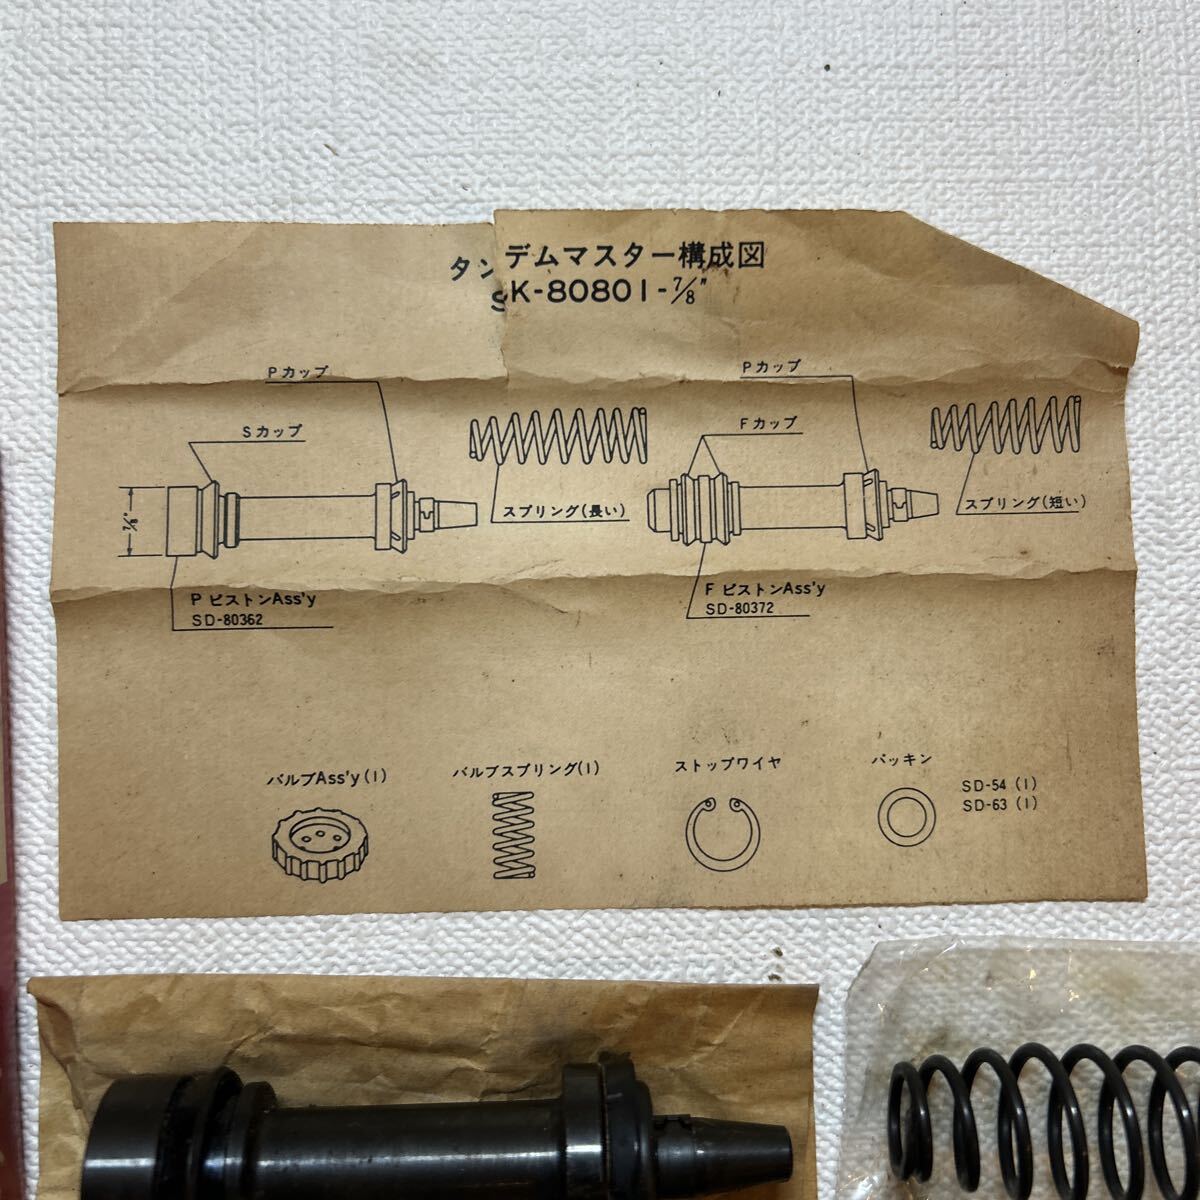 タンデムマスター構成図
SK-80801-7/8"
Pカップ
Sカップ
スプリング(長い)
7/8"
P ピストンAss'y
SD-80362
Pカップ
Fカップ
スプリング(短い)
F ピストンAss'y
SD-80372
バルブAss'y(1)
バルブスプリング(1)
ストップワイヤ
パッキン
SD-54 (1)
SD-63 (1)